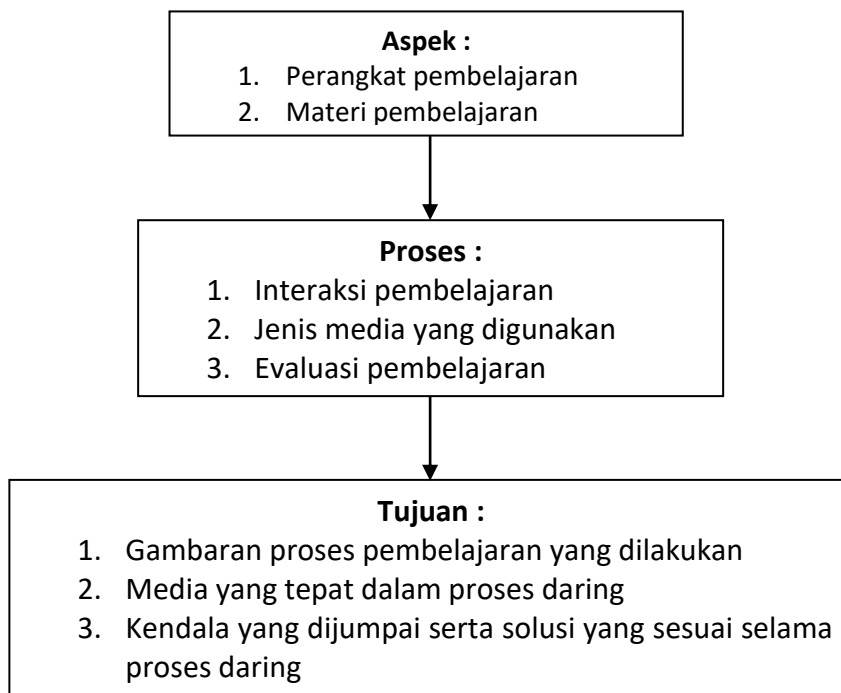 Aspek :
1. Perangkat pembelajaran
2. Materi pembelajaran
Proses :
1. Interaksi pembelajaran
2. Jenis media yang digunakan
3. Evaluasi pembelajaran
Tujuan :
1. Gambaran proses pembelajaran yang dilakukan
2. Media yang tepat dalam proses daring
3. Kendala yang dijumpai serta solusi yang sesuai selama
proses daring